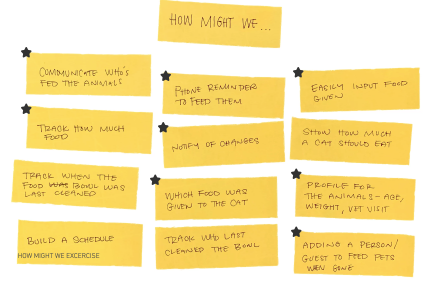 HOW MIGHT WE...
COMMUNICATE WHO'S
FED THE ANIMALS
PHONE REMINDER
TO FEED THEM
EASILY INPUT FOOD
GIVEN
TRACK HOW MUCH
FOOD
NOTIFY OF CHANGES
SHOW HOW MUCH
A CAT SHOULD EAT
TRACK WHEN THE
FOOD WAS BOWL WAS
LAST CLEANED
WHICH FOOD WAS
GIVEN TO THE CAT
PROFILE FOR
THE ANIMALS - AGE,
WEIGHT, VET VISIT
BUILD A SCHEDULE
TRACK WHO LAST
CLEANED THE BOWL
ADDING A PERSON/
GUEST TO FEED PETS
WEN GONE
HOW MIGHT WE EXCERCISE